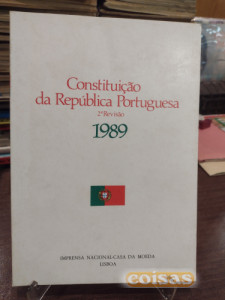 Constituição
da República Portuguesa
2ª Revisão
1989
IMPRENSA NACIONAL-CASA DA MOEDA
LISBOA
coisas